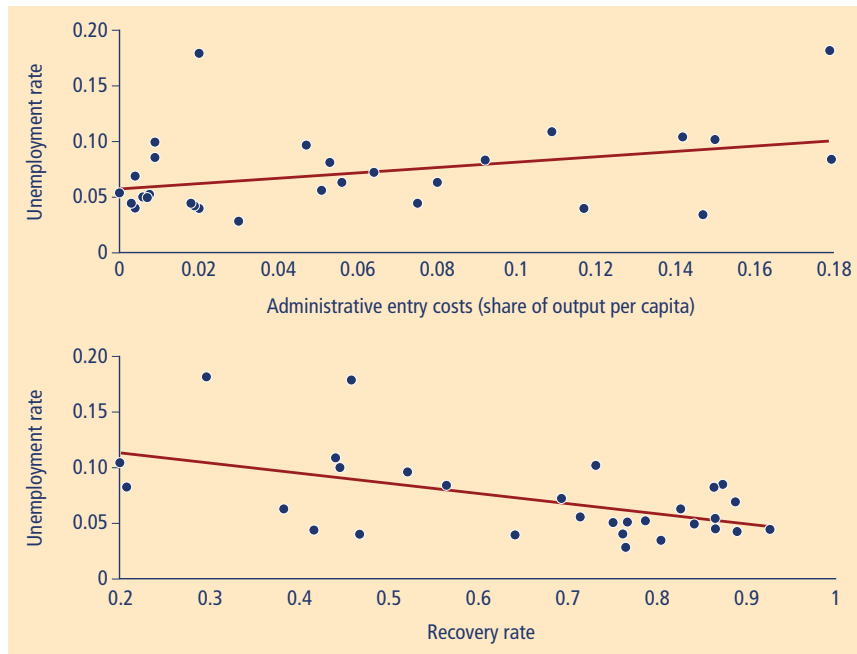 Unemployment rate
0.20
0.15
0.10
0.05
0
0 0.02 0.04 0.06 0.08 0.1 0.12 0.14 0.16 0.18
Administrative entry costs (share of output per capita)
Unemployment rate
0.20
0.15
0.10
0.05
0
0.2 0.3 0.4 0.5 0.6 0.7 0.8 0.9 1
Recovery rate